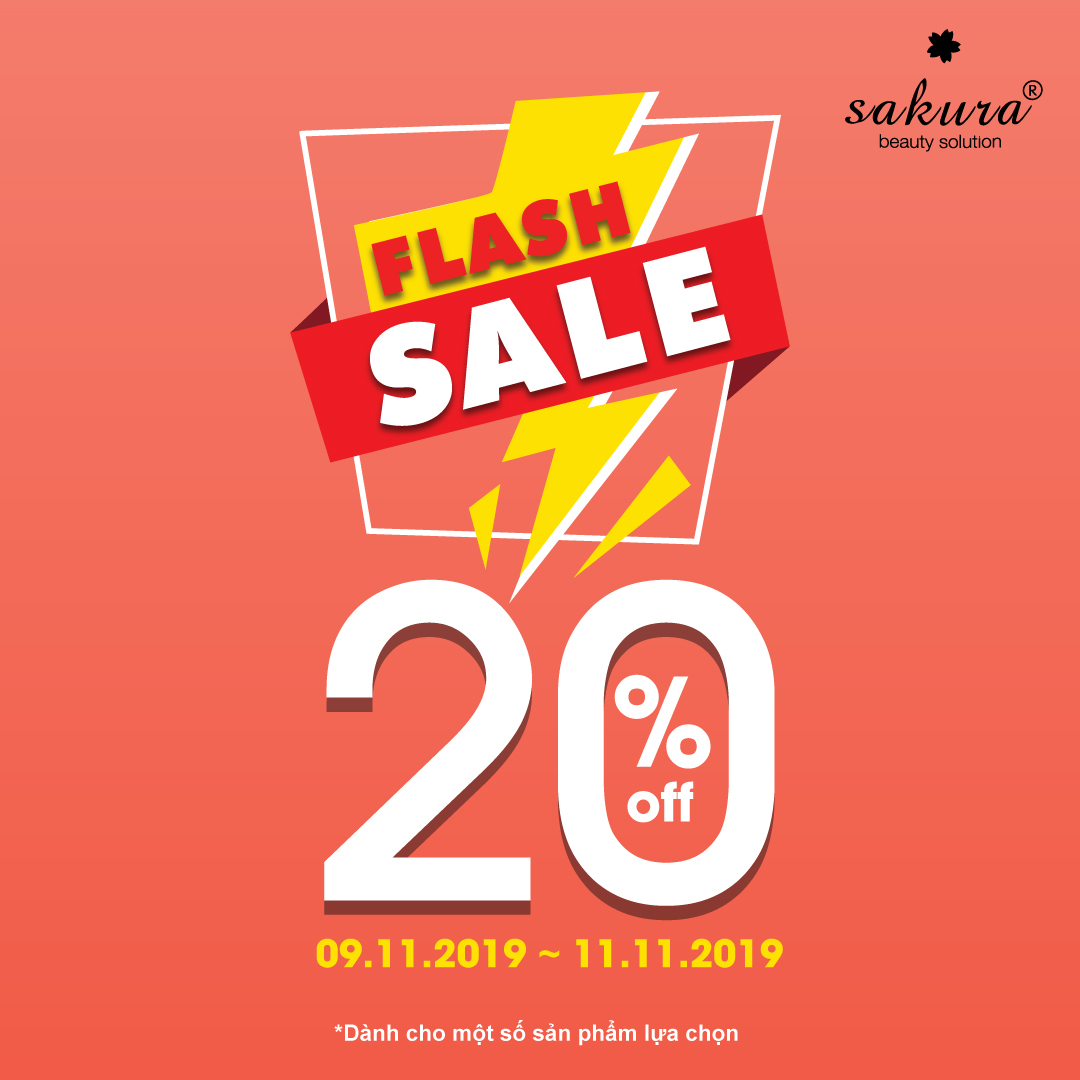 sakura®
beauty solution
FLASH
SALE
20
%
off
09.11.2019 ~ 11.11.2019
*Dành cho một số sản phẩm lựa chọn